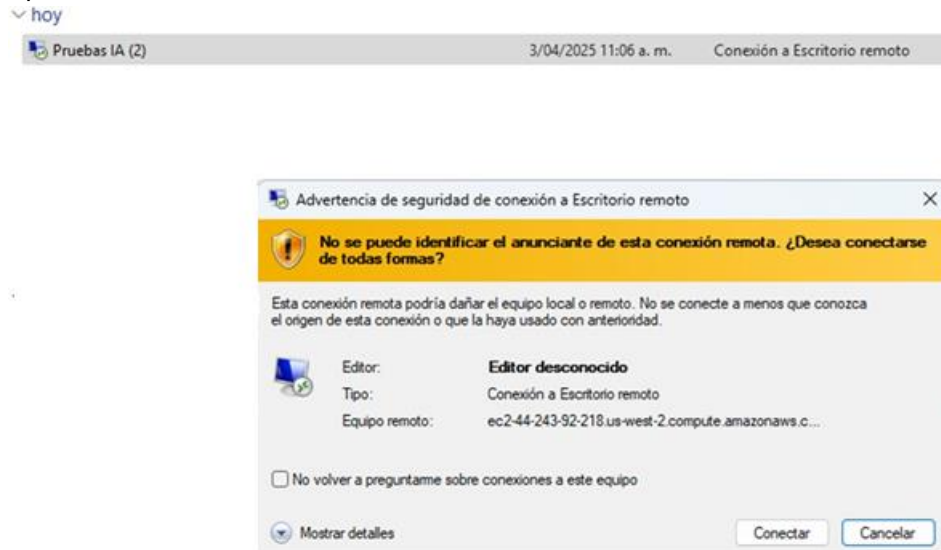 hoy
Pruebas IA (2) 3/04/2025 11:06 a. m. Conexión a Escritorio remoto
Advertencia de seguridad de conexión a Escritorio remoto
No se puede identificar el anunciante de esta conexión remota. ¿Desea conectarse
de todas formas?
Esta conexión remota podría dañar el equipo local o remoto. No se conecte a menos que conozca
el origen de esta conexión o que la haya usado con anterioridad.
Editor: Editor desconocido
Tipo: Conexión a Escritorio remoto
Equipo remoto: ec2-44-243-92-218.us-west-2.compute.amazonaws.c...
No volver a preguntarme sobre conexiones a este equipo
Mostrar detalles Conectar Cancelar